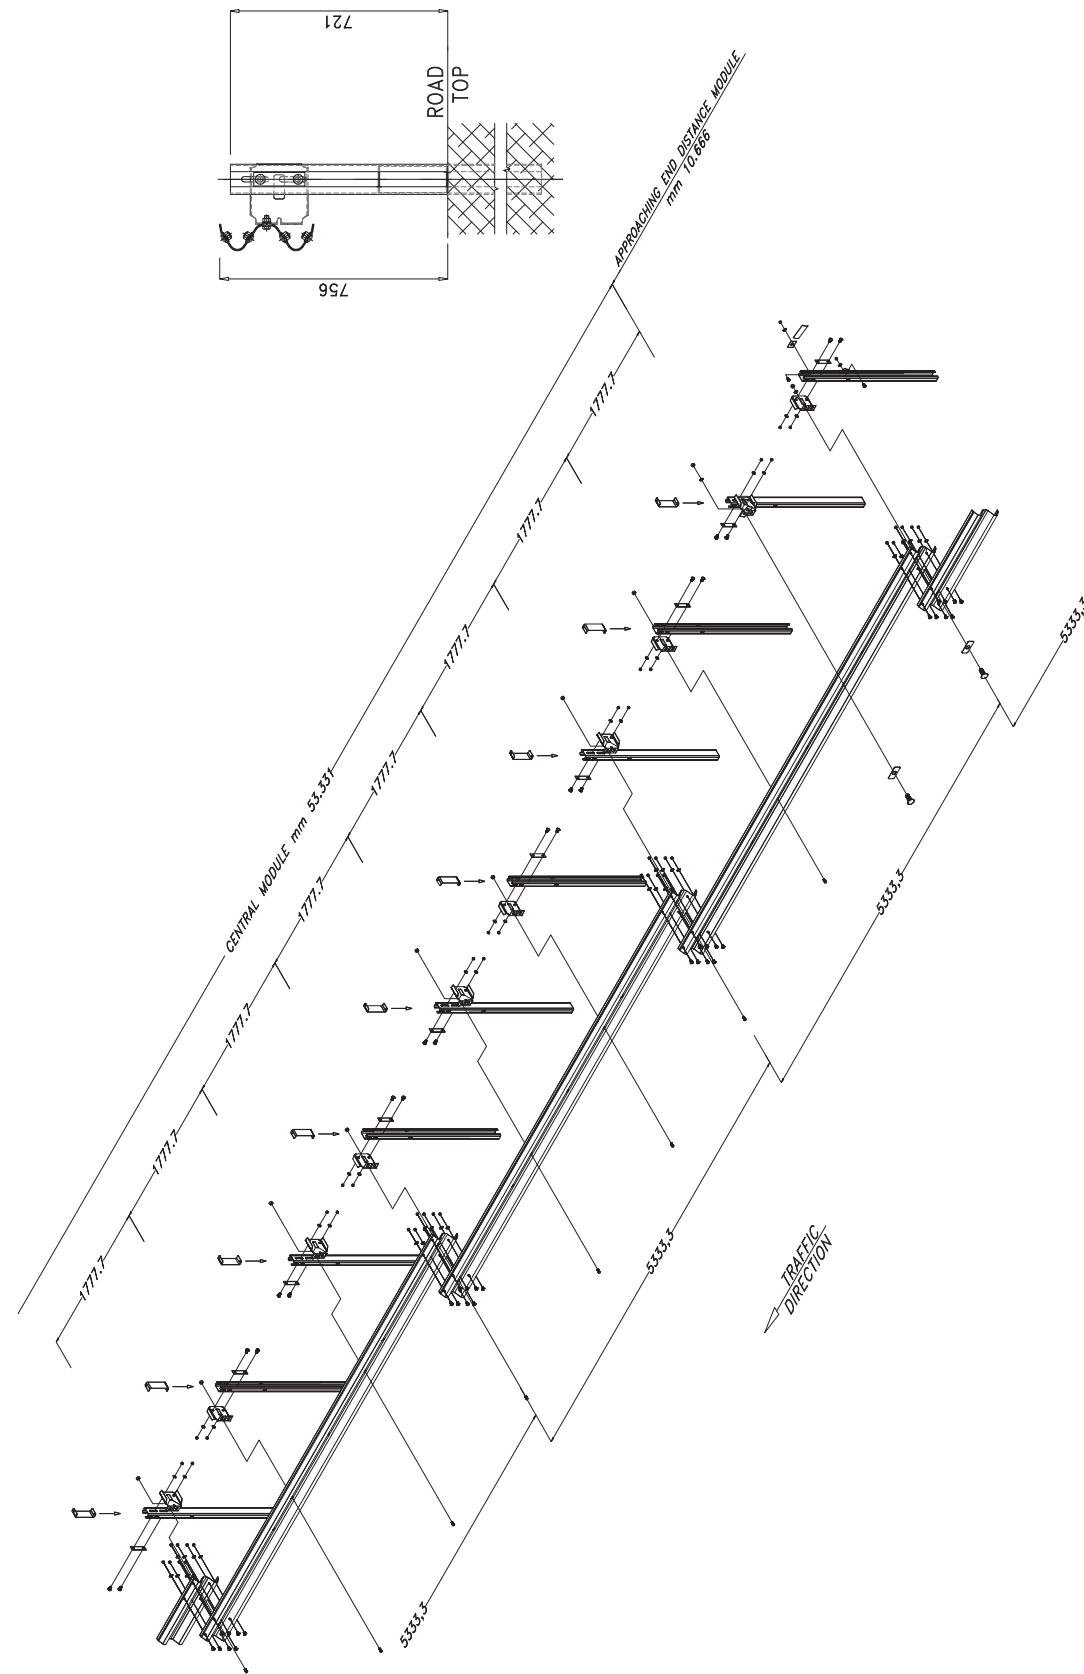 721
ROAD
TOP
756
APPROACHING END DISTANCE MODULE
mm 10.666
CENTRAL MODULE mm 53.331
1777.7
1777.7
1777.7
1777.7
1777.7
1777.7
1777.7
1777.7
5333,3
5333,3
5333,3
5333,3
TRAFFIC
DIRECTION